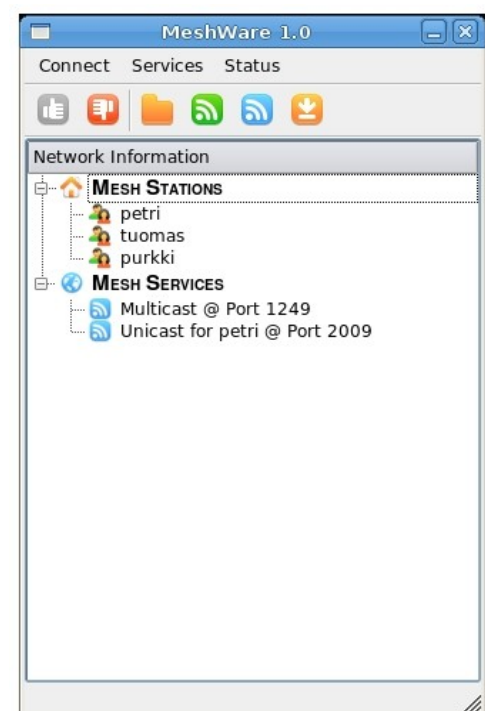 MeshWare 1.0
Connect Services Status
Network Information
MESH STATIONS
petri
tuomas
purkki
MESH SERVICES
Multicast @ Port 1249
Unicast for petri @ Port 2009